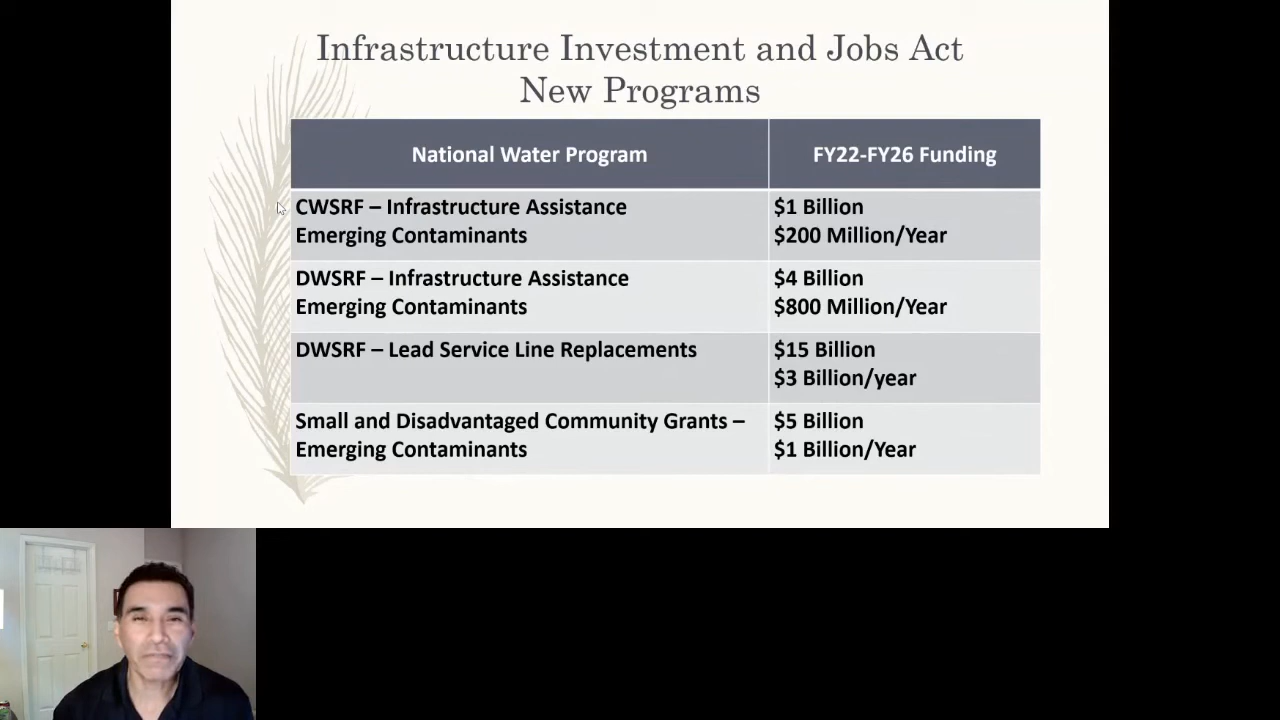 Infrastructure Investment and Jobs Act
New Programs
National Water Program
FY22-FY26 Funding
CWSRF – Infrastructure Assistance
Emerging Contaminants
$1 Billion
$200 Million/Year
DWSRF – Infrastructure Assistance
Emerging Contaminants
$4 Billion
$800 Million/Year
DWSRF – Lead Service Line Replacements
$15 Billion
$3 Billion/year
Small and Disadvantaged Community Grants –
Emerging Contaminants
$5 Billion
$1 Billion/Year